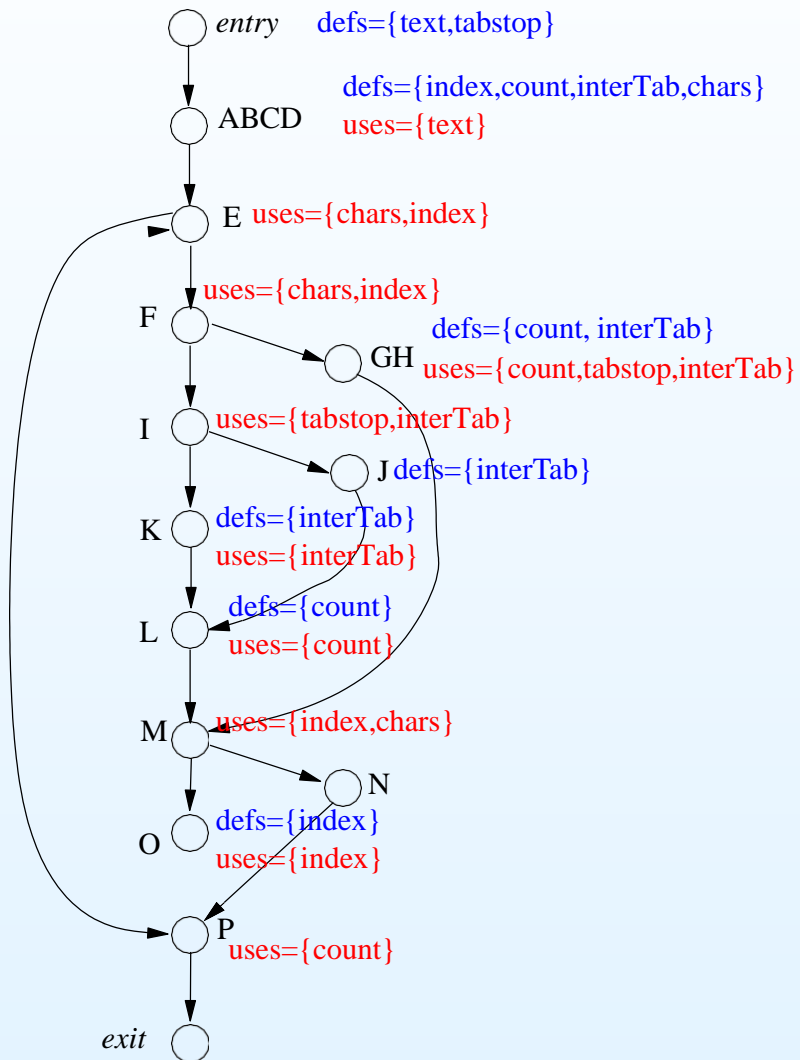 entry defs={text,tabstop}
defs={index,count,interTab,chars}
ABCD uses={text}
E uses={chars,index}
uses={chars,index}
F
defs={count, interTab}
GH uses={count,tabstop,interTab}
I uses={tabstop,interTab}
J defs={interTab}
K defs={interTab}
uses={interTab}
defs={count}
L uses={count}
M uses={index,chars}
N
defs={index}
O uses={index}
P
uses={count}
exit